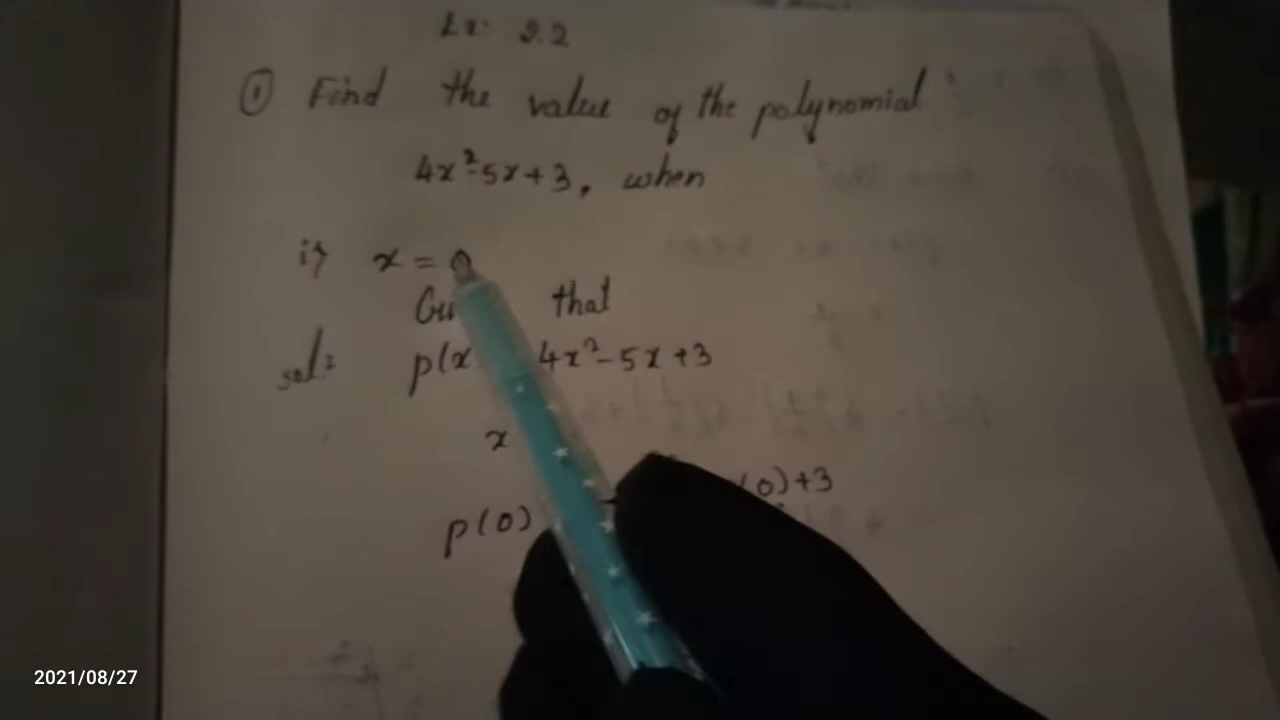 Ex. 2.2
① Find the value of the polynomial
4x²-5x+3, when
i) x = 0
that
sol: p(x 4x²-5x+3
x
p(0) (0)+3
2021/08/27